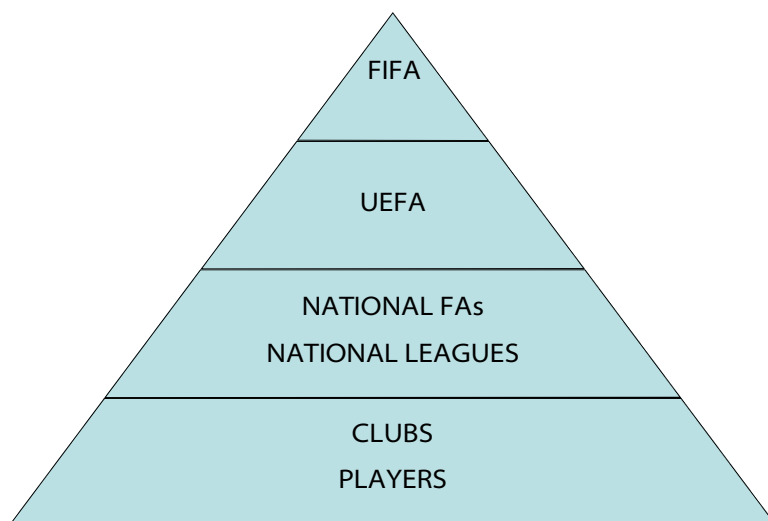 FIFA
UEFA
NATIONAL FAs
NATIONAL LEAGUES
CLUBS
PLAYERS